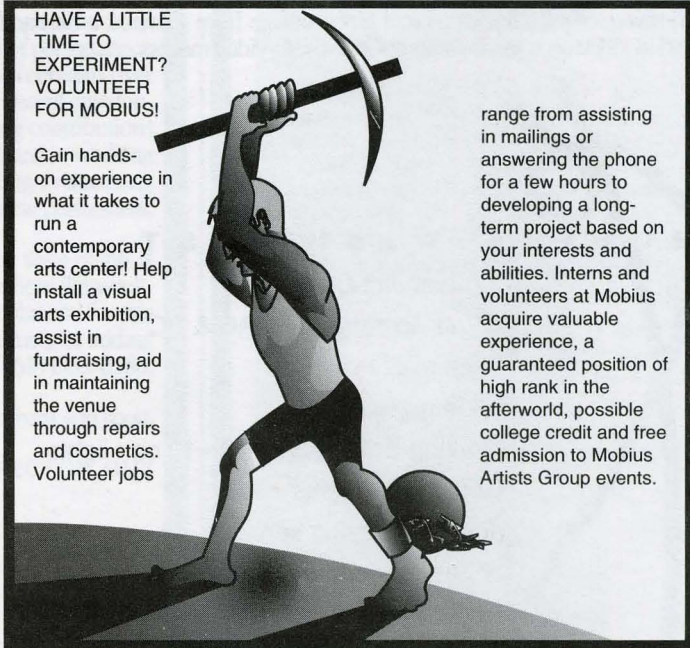 HAVE A LITTLE
TIME TO
EXPERIMENT?
VOLUNTEER
FOR MOBIUS!
Gain hands-
on experience in
what it takes to
run a
contemporary
arts center! Help
install a visual
arts exhibition,
assist in
fundraising, aid
in maintaining
the venue
through repairs
and cosmetics.
Volunteer jobs
range from assisting
in mailings or
answering the phone
for a few hours to
developing a long-
term project based on
your interests and
abilities. Interns and
volunteers at Mobius
acquire valuable
experience, a
guaranteed position of
high rank in the
afterworld, possible
college credit and free
admission to Mobius
Artists Group events.